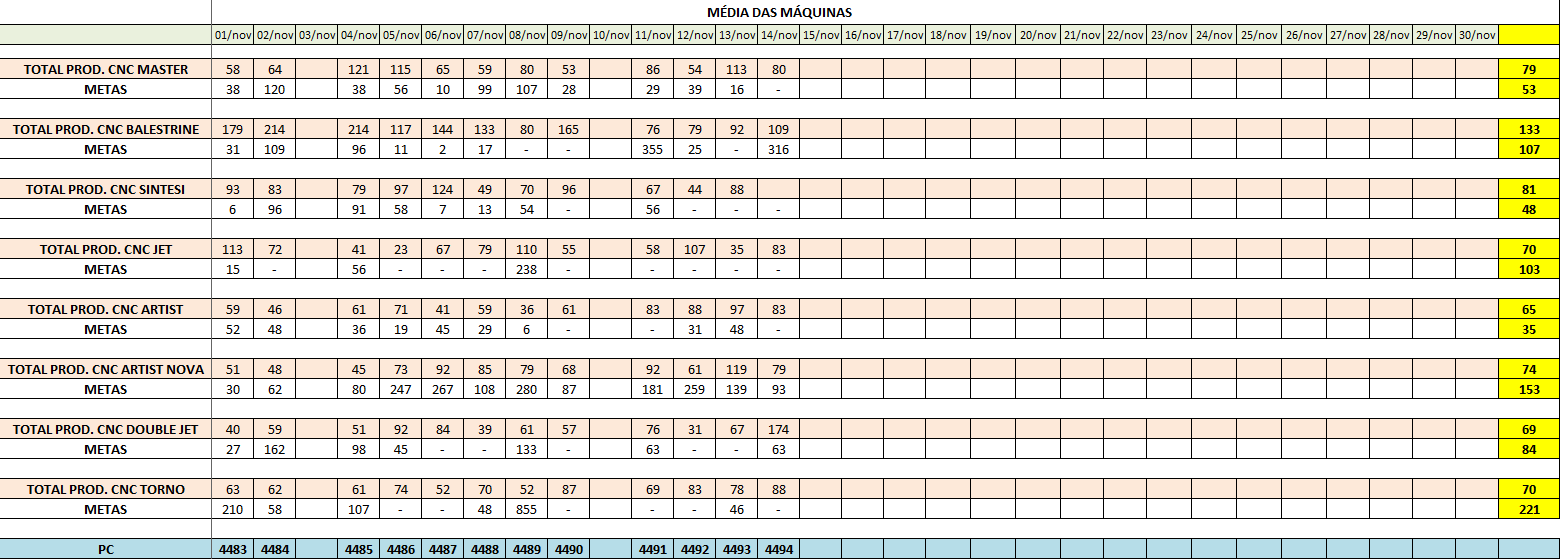 MÉDIA DAS MÁQUINAS
01/nov 02/nov 03/nov 04/nov 05/nov 06/nov 07/nov 08/nov 09/nov 10/nov 11/nov 12/nov 13/nov 14/nov 15/nov 16/nov 17/nov 18/nov 19/nov 20/nov 21/nov 22/nov 23/nov 24/nov 25/nov 26/nov 27/nov 28/nov 29/nov 30/nov
TOTAL PROD. CNC MASTER 58 64 121 115 65 59 80 53 86 54 113 80 79
METAS 38 120 38 56 10 99 107 28 29 39 16 - 53
TOTAL PROD. CNC BALESTRINE 179 214 214 117 144 133 80 165 76 79 92 109 133
METAS 31 109 96 11 2 17 - - 355 25 - 316 107
TOTAL PROD. CNC SINTESI 93 83 79 97 124 49 70 96 67 44 88 81
METAS 6 96 91 58 7 13 54 - 56 - - - 48
TOTAL PROD. CNC JET 113 72 41 23 67 79 110 55 58 107 35 83 70
METAS 15 - 56 - - - 238 - - - - - 103
TOTAL PROD. CNC ARTIST 59 46 61 71 41 59 36 61 83 88 97 83 65
METAS 52 48 36 19 45 29 6 - - 31 48 - 35
TOTAL PROD. CNC ARTIST NOVA 51 48 45 73 92 85 79 68 92 61 119 79 74
METAS 30 62 80 247 267 108 280 87 181 259 139 93 153
TOTAL PROD. CNC DOUBLE JET 40 59 51 92 84 39 61 57 76 31 67 174 69
METAS 27 162 98 45 - - 133 - 63 - - 63 84
TOTAL PROD. CNC TORNO 63 62 61 74 52 70 52 87 69 83 78 88 70
METAS 210 58 107 - - 48 855 - - - 46 - 221
PC 4483 4484 4485 4486 4487 4488 4489 4490 4491 4492 4493 4494